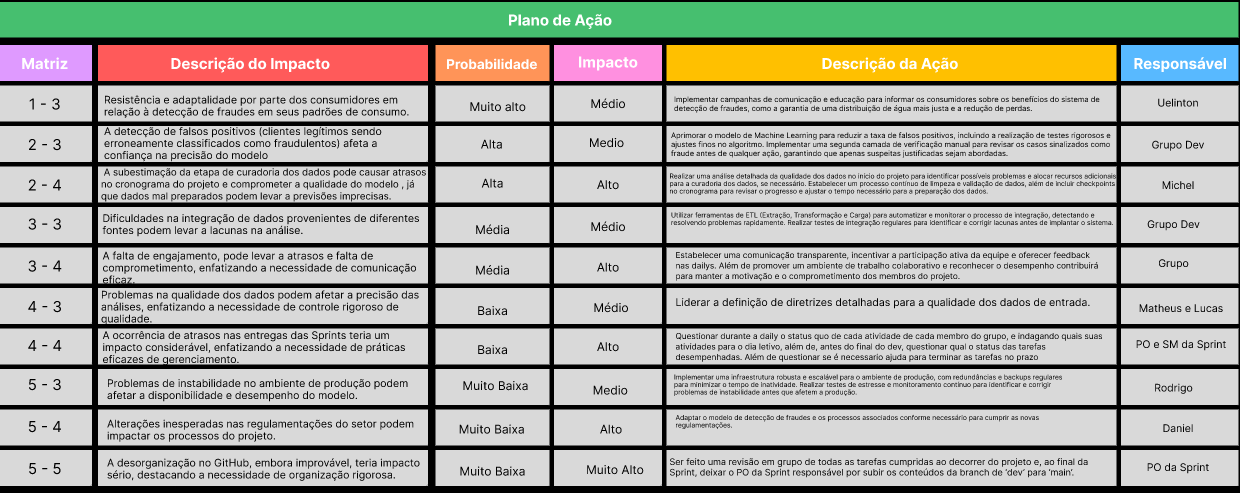 Plano de Ação
Matriz
Descrição do Impacto
Probabilidade
Impacto
Descrição da Ação
Responsável
1 - 3
Resistência e adaptalidade por parte dos consumidores em
relação à detecção de fraudes em seus padrões de consumo.
Muito alto
Médio
Implementar campanhas de comunicação e educação para informar os consumidores sobre os benefícios do sistema de
detecção de fraudes, como a garantia de uma distribuição de água mais justa e a redução de perdas.
Uelinton
2 - 3
A detecção de falsos positivos (clientes legítimos sendo
erroneamente classificados como fraudulentos) afeta a
confiança na precisão do modelo
Alta
Medio
Aprimorar o modelo de Machine Learning para reduzir a taxa de falsos positivos, incluindo a realização de testes rigorosos e
ajustes finos no algoritmo. Implementar uma segunda camada de verificação manual para revisar os casos sinalizados como
fraude antes de qualquer ação, garantindo que apenas suspeitas justificadas sejam abordadas.
Grupo Dev
2 - 4
A subestimação da etapa de curadoria dos dados pode causar atrasos
no cronograma do projeto e comprometer a qualidade do modelo , já
que dados mal preparados podem levar a previsões imprecisas.
Alta
Alto
Realizar uma análise detalhada da qualidade dos dados no início do projeto para identificar possíveis problemas e alocar recursos adicionais
para a curadoria dos dados, se necessário. Estabelecer um processo contínuo de limpeza e validação de dados, além de incluir checkpoints
no cronograma para revisar o progresso e ajustar o tempo necessário para a preparação dos dados.
Michel
3 - 3
Dificuldades na integração de dados provenientes de diferentes
fontes podem levar a lacunas na análise.
Média
Médio
Utilizar ferramentas de ETL (Extração, Transformação e Carga) para automatizar e monitorar o processo de integração, detectando e
resolvendo problemas rapidamente. Realizar testes de integração regulares para identificar e corrigir lacunas antes de implantar o sistema.
Grupo Dev
3 - 4
A falta de engajamento, pode levar a atrasos e falta de
comprometimento, enfatizando a necessidade de comunicação
eficaz.
Média
Alto
Estabelecer uma comunicação transparente, incentivar a participação ativa da equipe e oferecer feedback
nas dailys. Além de promover um ambiente de trabalho colaborativo e reconhecer o desempenho contribuirá
para manter a motivação e o comprometimento dos membros do projeto.
Grupo
4 - 3
Problemas na qualidade dos dados podem afetar a precisão das
análises, enfatizando a necessidade de controle rigoroso de
qualidade.
Baixa
Médio
Liderar a definição de diretrizes detalhadas para a qualidade dos dados de entrada.
Matheus e Lucas
4 - 4
A ocorrência de atrasos nas entregas das Sprints teria um
impacto considerável, enfatizando a necessidade de práticas
eficazes de gerenciamento.
Baixa
Alto
Questionar durante a daily o status quo de cada atividade de cada membro do grupo, e indagando quais suas
atividades para o dia letivo, além de, antes do final do dev, questionar qual o status das tarefas
desempenhadas. Além de questionar se é necessario ajuda para terminar as tarefas no prazo
PO e SM da Sprint
5 - 3
Problemas de instabilidade no ambiente de produção podem
afetar a disponibilidade e desempenho do modelo.
Muito Baixa
Medio
Implementar uma infraestrutura robusta e escalável para o ambiente de produção, com redundâncias e backups regulares
para minimizar o tempo de inatividade. Realizar testes de estresse e monitoramento contínuo para identificar e corrigir
problemas de instabilidade antes que afetem a produção.
Rodrigo
5 - 4
Alterações inesperadas nas regulamentações do setor podem
impactar os processos do projeto.
Muito Baixa
Alto
Adaptar o modelo de detecção de fraudes e os processos associados conforme necessário para cumprir as novas
regulamentações.
Daniel
5 - 5
A desorganização no GitHub, embora improvável, teria impacto
sério, destacando a necessidade de organização rigorosa.
Muito Baixa
Muito Alto
Ser feito uma revisão em grupo de todas as tarefas cumpridas ao decorrer do projeto e, ao final da
Sprint, deixar o PO da Sprint responsável por subir os conteúdos da branch de ‘dev’ para ‘main’.
PO da Sprint